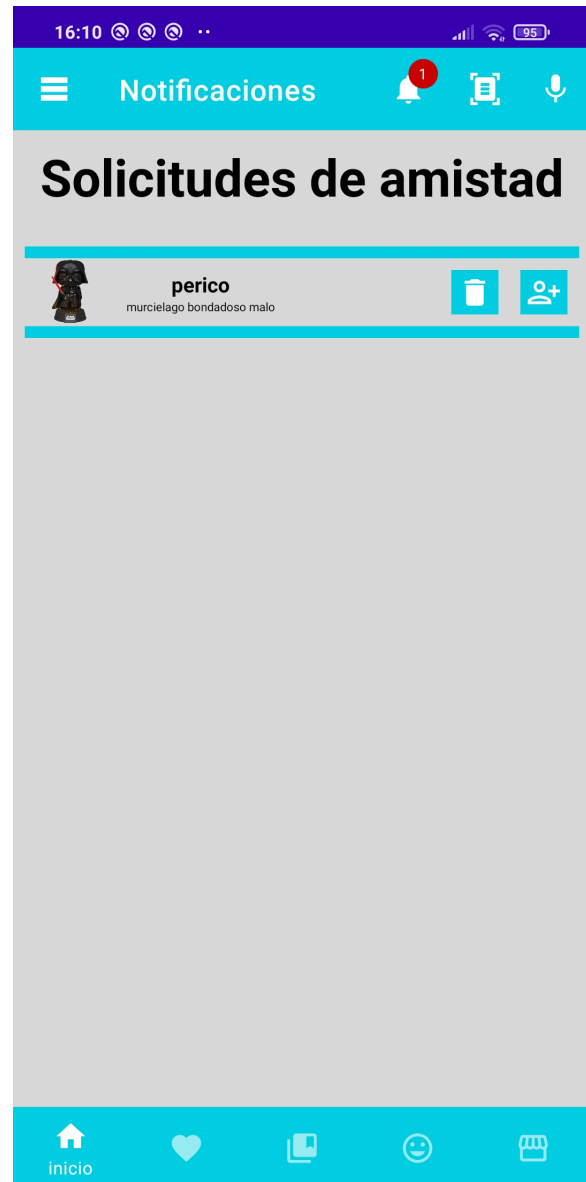 16:10
95
Notificaciones
1
Solicitudes de amistad
perico
murcielago bondadoso malo
inicio